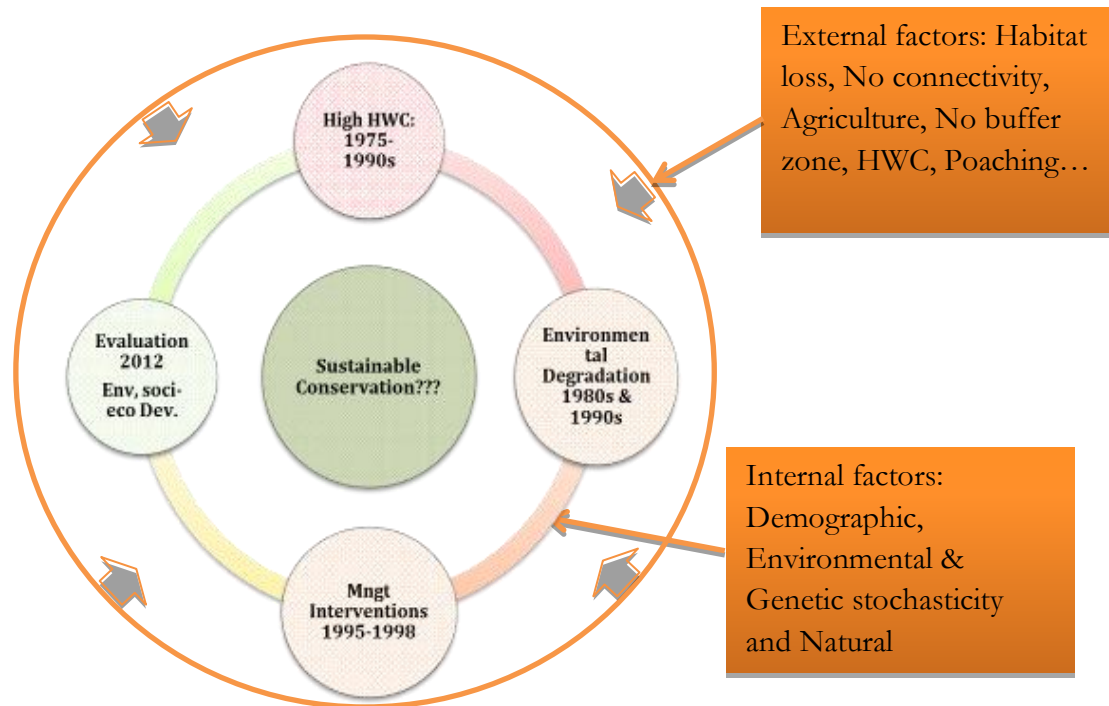 External factors: Habitat
loss, No connectivity,
Agriculture, No buffer
zone, HWC, Poaching…
High HWC:
1975-
1990s
Evaluation
2012
Env, soci-
eco Dev.
Sustainable
Conservation???
Environmen
tal
Degradation
1980s &
1990s
Mngt
Interventions
1995-1998
Internal factors:
Demographic,
Environmental &
Genetic stochasticity
and Natural